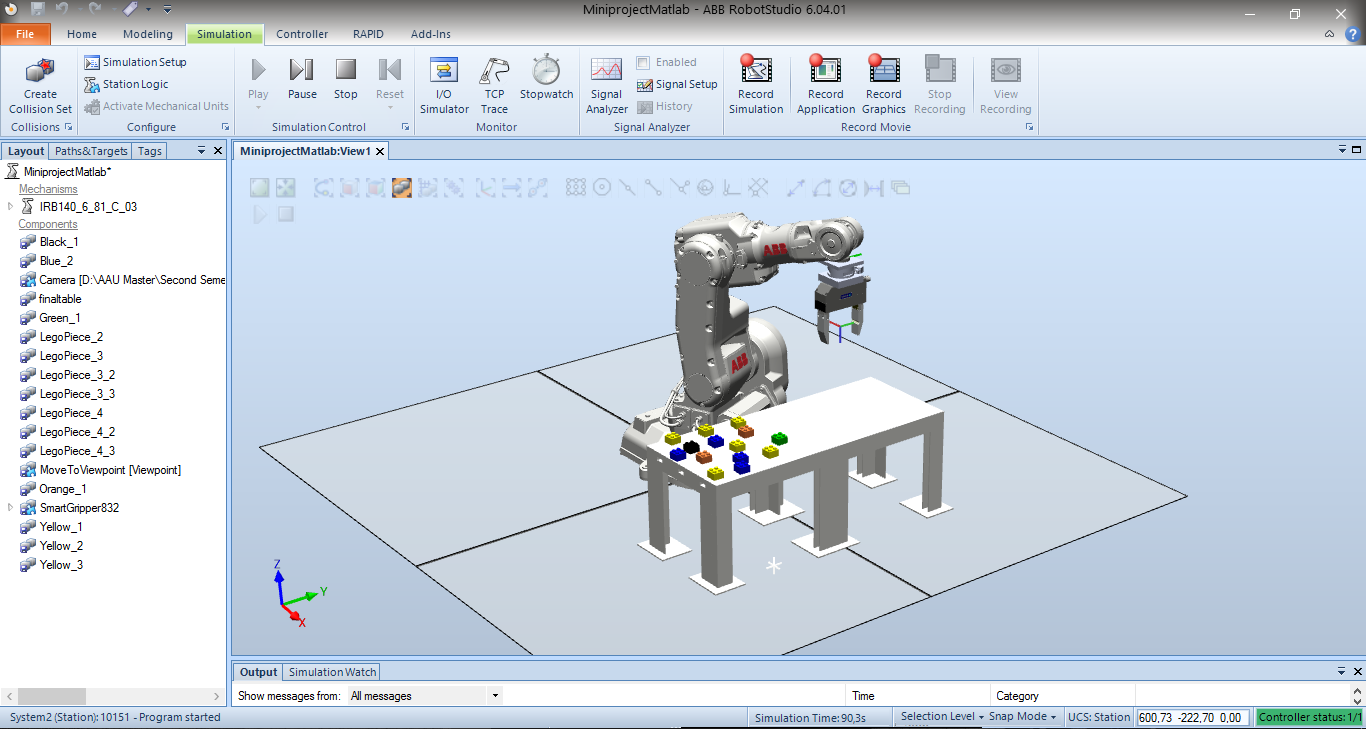 MiniprojectMatlab - ABB RobotStudio 6.04.01
File Home Modeling Simulation Controller RAPID Add-Ins
Create Collision Set
Simulation Setup
Station Logic
Activate Mechanical Units
Play Pause Stop Reset
I/O Simulator TCP Trace Stopwatch
Signal Analyzer
Enabled
Signal Setup
History
Record Simulation
Record Application
Record Graphics
Stop Recording
View Recording
Collisions Configure Simulation Control Monitor Signal Analyzer Record Movie
Layout Paths&Targets Tags
MiniprojectMatlab:View1
MiniprojectMatlab*
Mechanisms
IRB140_6_81_C_03
Components
Black_1
Blue_2
Camera [D:\AAU Master\Second Seme
finaltable
Green_1
LegoPiece_2
LegoPiece_3
LegoPiece_3_2
LegoPiece_3_3
LegoPiece_4
LegoPiece_4_2
LegoPiece_4_3
MoveToViewpoint [Viewpoint]
Orange_1
SmartGripper832
Yellow_1
Yellow_2
Yellow_3
ABB
ABB
Z
Y
X
Output Simulation Watch
Show messages from: All messages Time Category
System2 (Station): 10151 - Program started Simulation Time: 90,3s Selection Level Snap Mode UCS: Station 600,73 -222,70 0,00 Controller status: 1/1